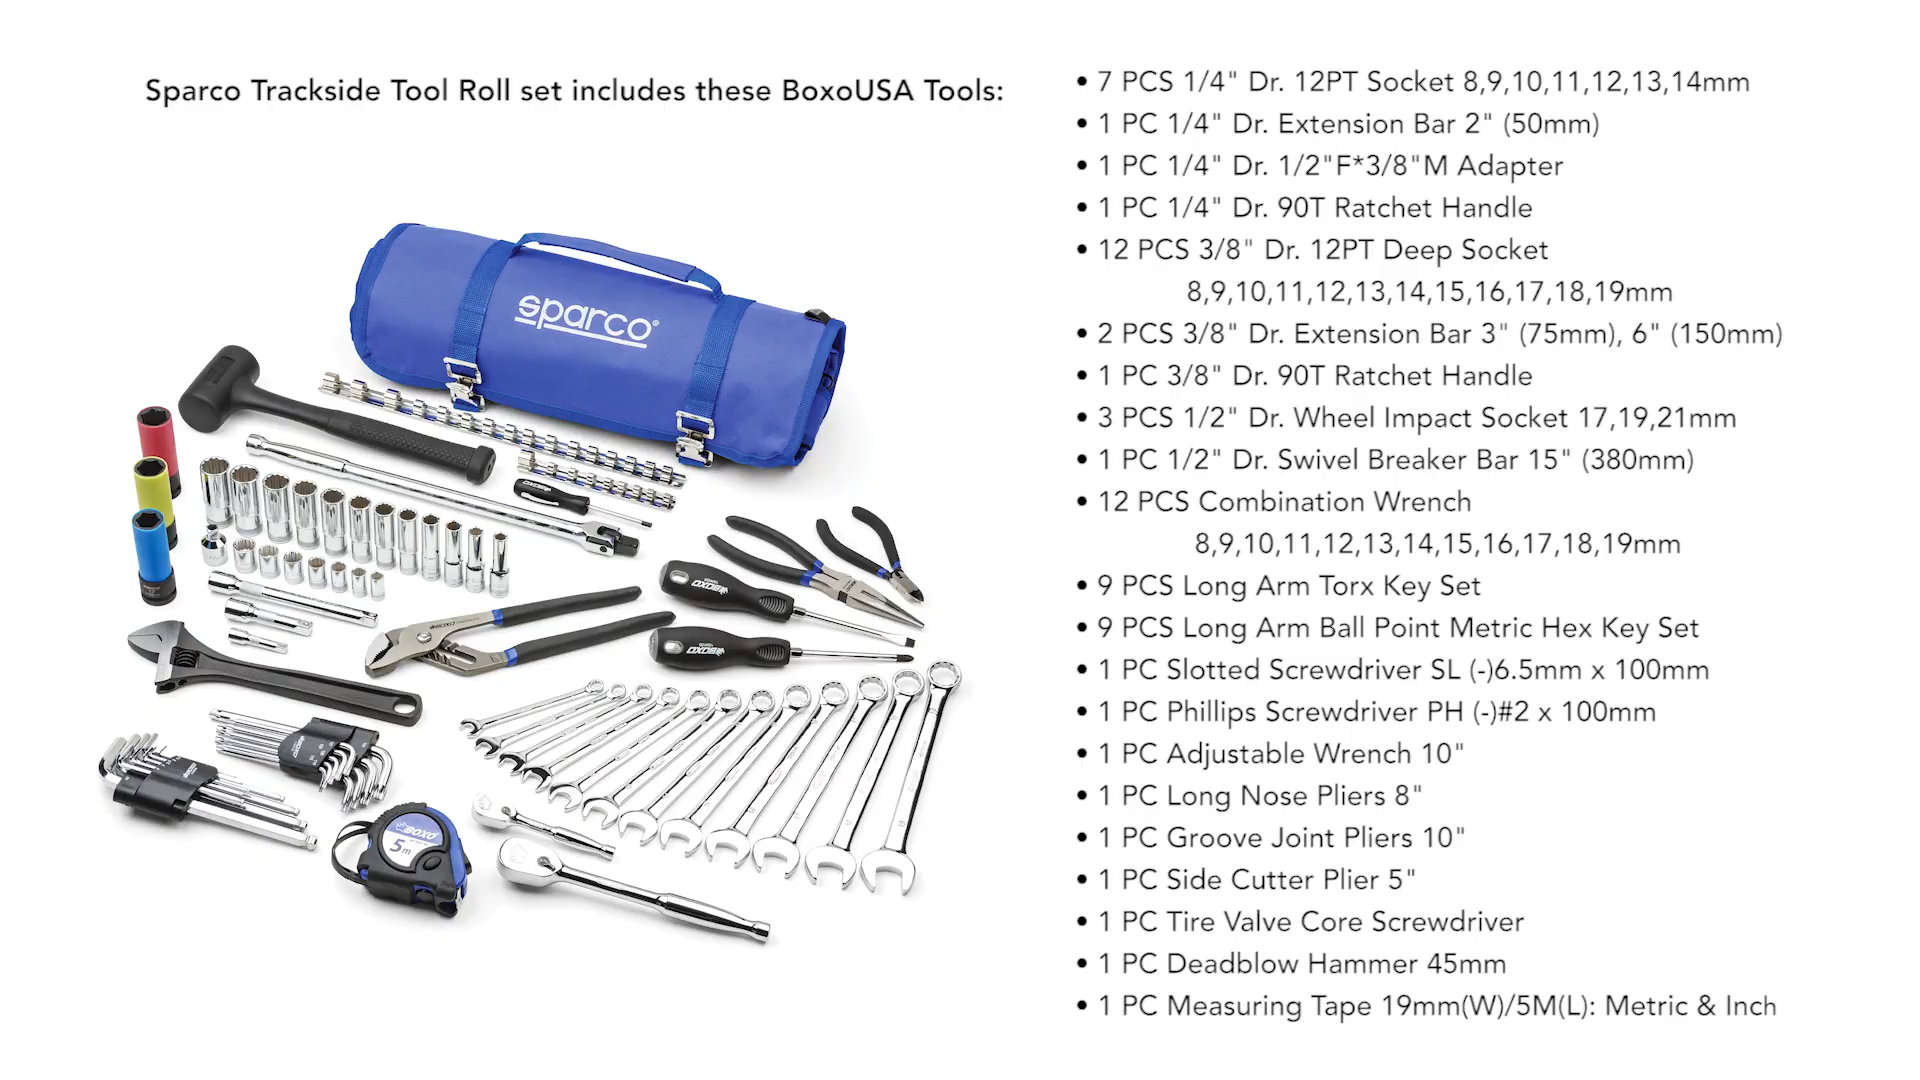 Sparco Trackside Tool Roll set includes these BoxoUSA Tools:
sparco
BOXO
5m
• 7 PCS 1/4" Dr. 12PT Socket 8,9,10,11,12,13,14mm
• 1 PC 1/4" Dr. Extension Bar 2" (50mm)
• 1 PC 1/4" Dr. 1/2"F*3/8"M Adapter
• 1 PC 1/4" Dr. 90T Ratchet Handle
• 12 PCS 3/8" Dr. 12PT Deep Socket
8,9,10,11,12,13,14,15,16,17,18,19mm
• 2 PCS 3/8" Dr. Extension Bar 3" (75mm), 6" (150mm)
• 1 PC 3/8" Dr. 90T Ratchet Handle
• 3 PCS 1/2" Dr. Wheel Impact Socket 17,19,21mm
• 1 PC 1/2" Dr. Swivel Breaker Bar 15" (380mm)
• 12 PCS Combination Wrench
8,9,10,11,12,13,14,15,16,17,18,19mm
• 9 PCS Long Arm Torx Key Set
• 9 PCS Long Arm Ball Point Metric Hex Key Set
• 1 PC Slotted Screwdriver SL (-)6.5mm x 100mm
• 1 PC Phillips Screwdriver PH (-)#2 x 100mm
• 1 PC Adjustable Wrench 10"
• 1 PC Long Nose Pliers 8"
• 1 PC Groove Joint Pliers 10"
• 1 PC Side Cutter Plier 5"
• 1 PC Tire Valve Core Screwdriver
• 1 PC Deadblow Hammer 45mm
• 1 PC Measuring Tape 19mm(W)/5M(L): Metric & Inch
BOXO
BOXO
BOXO
BOXO